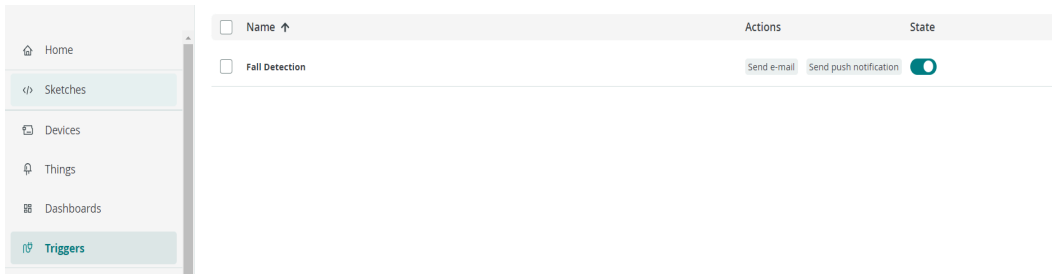 Name ↑ Actions State
Home
Fall Detection Send e-mail Send push notification
Sketches
Devices
Things
Dashboards
Triggers